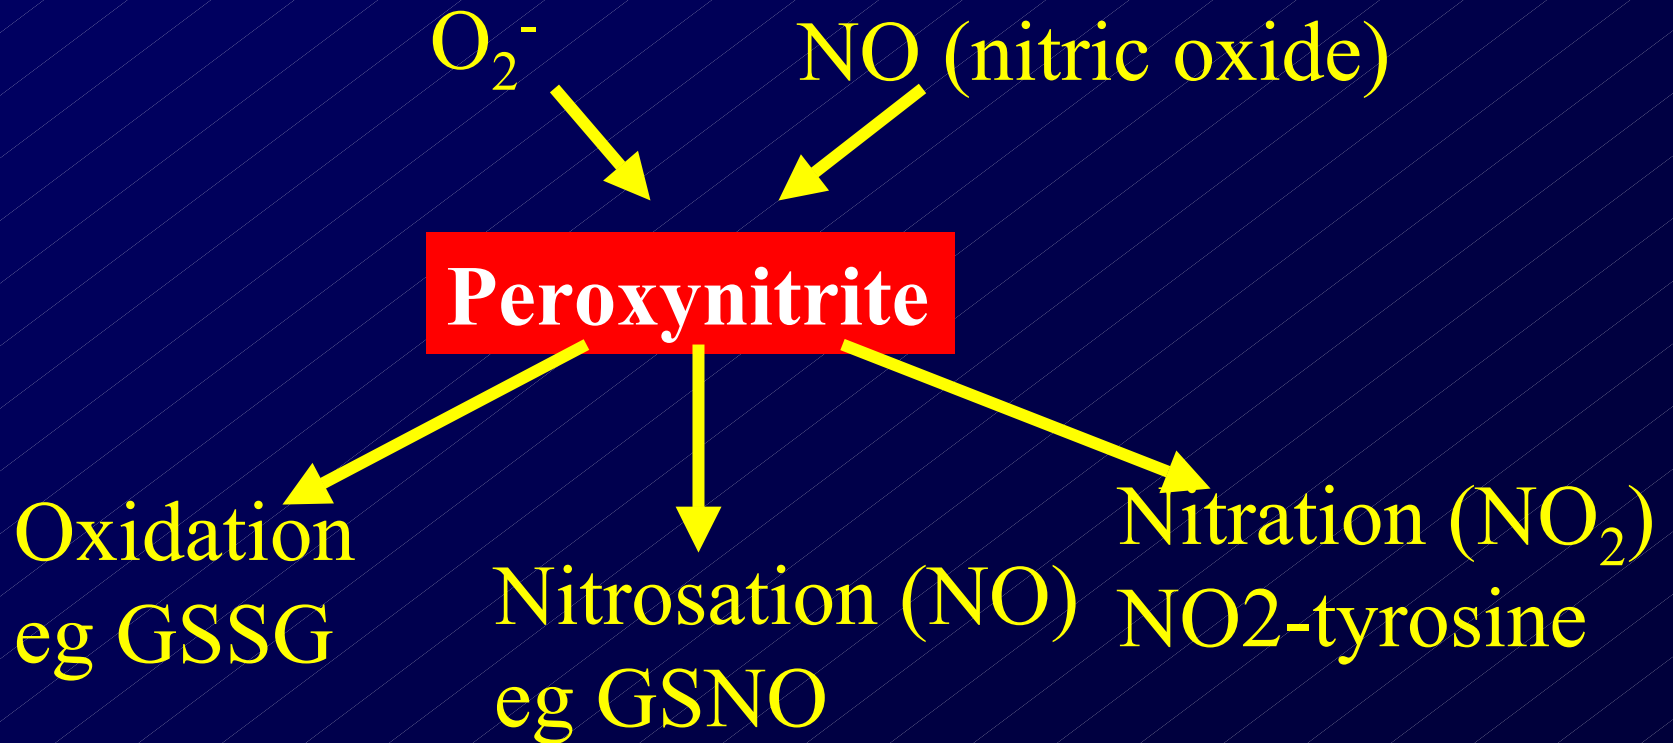 O₂⁻
NO (nitric oxide)
Peroxynitrite
Oxidation
eg GSSG
Nitrosation (NO)
eg GSNO
Nitration (NO₂)
NO2-tyrosine